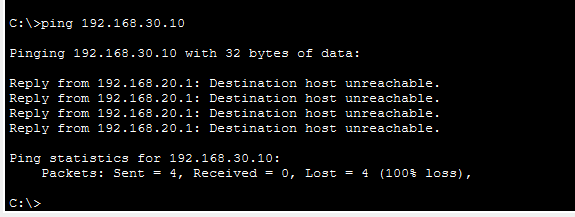 C:\>ping 192.168.30.10
Pinging 192.168.30.10 with 32 bytes of data:
Reply from 192.168.20.1: Destination host unreachable.
Reply from 192.168.20.1: Destination host unreachable.
Reply from 192.168.20.1: Destination host unreachable.
Reply from 192.168.20.1: Destination host unreachable.
Ping statistics for 192.168.30.10:
    Packets: Sent = 4, Received = 0, Lost = 4 (100% loss),
C:\>